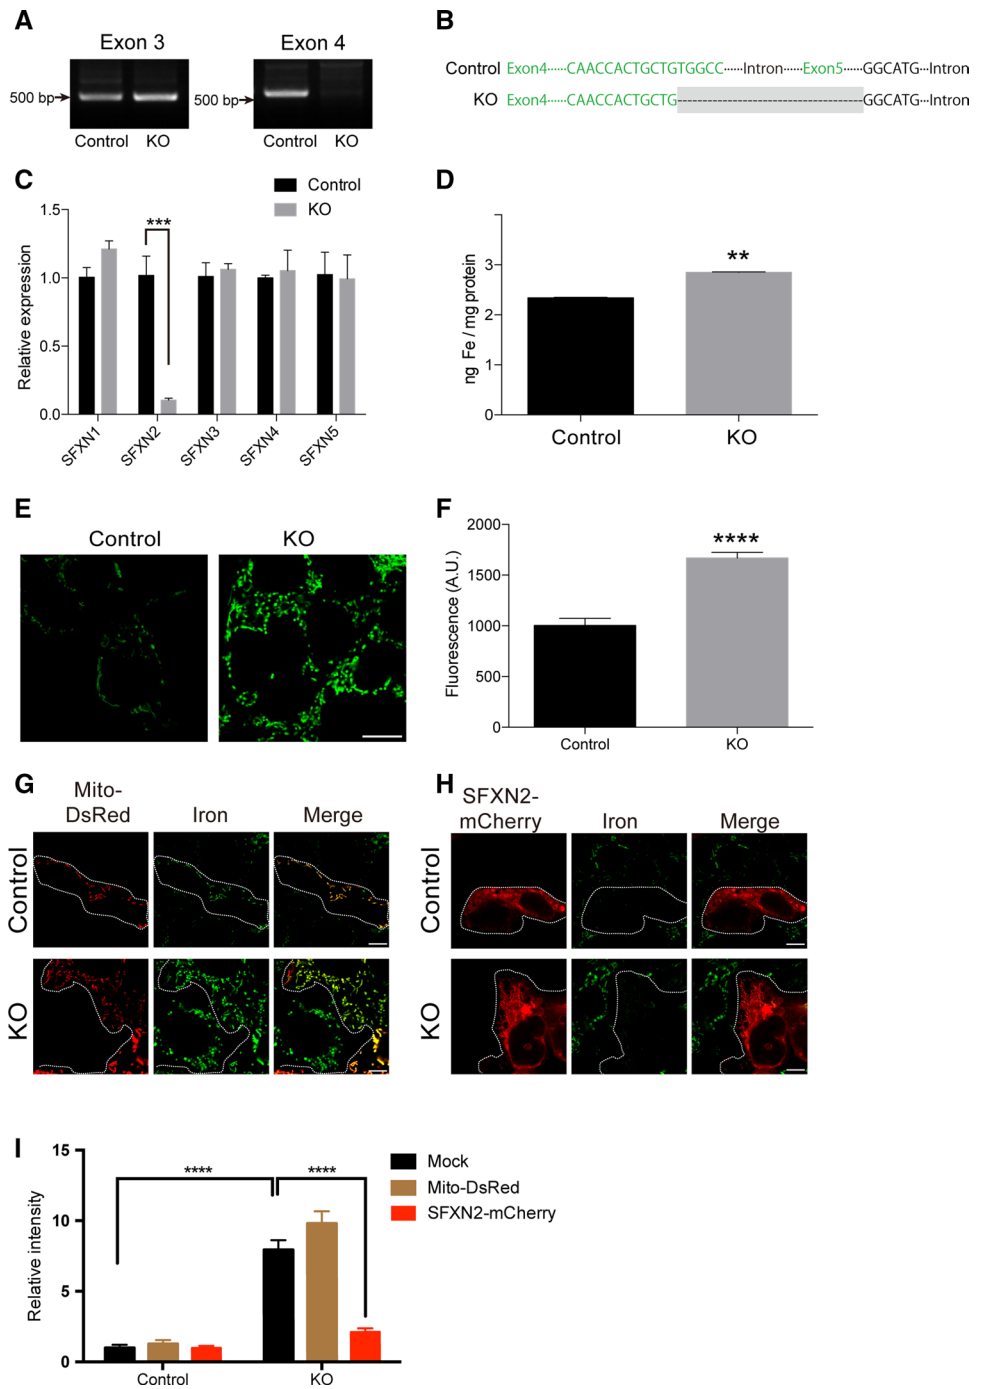 A
Exon 3
Exon 4
500 bp
500 bp
Control KO
Control KO
B
Control Exon4······CAACCACTGCTGTGGCC······Intron······Exon5······GGCATG···Intron
KO Exon4······CAACCACTGCTG------------------------------GGCATG···Intron
C
Control
KO
***
Relative expression
1.5
1.0
0.5
0.0
SFXN1
SFXN2
SFXN3
SFXN4
SFXN5
D
**
ng Fe / mg protein
3
2
1
0
Control
KO
E
Control
KO
F
****
Fluorescence (A.U.)
2000
1500
1000
500
0
Control
KO
G
Mito-
DsRed
Iron
Merge
Control
KO
H
SFXN2-
mCherry
Iron
Merge
Control
KO
I
Relative intensity
15
10
5
0
****
****
Mock
Mito-DsRed
SFXN2-mCherry
Control
KO